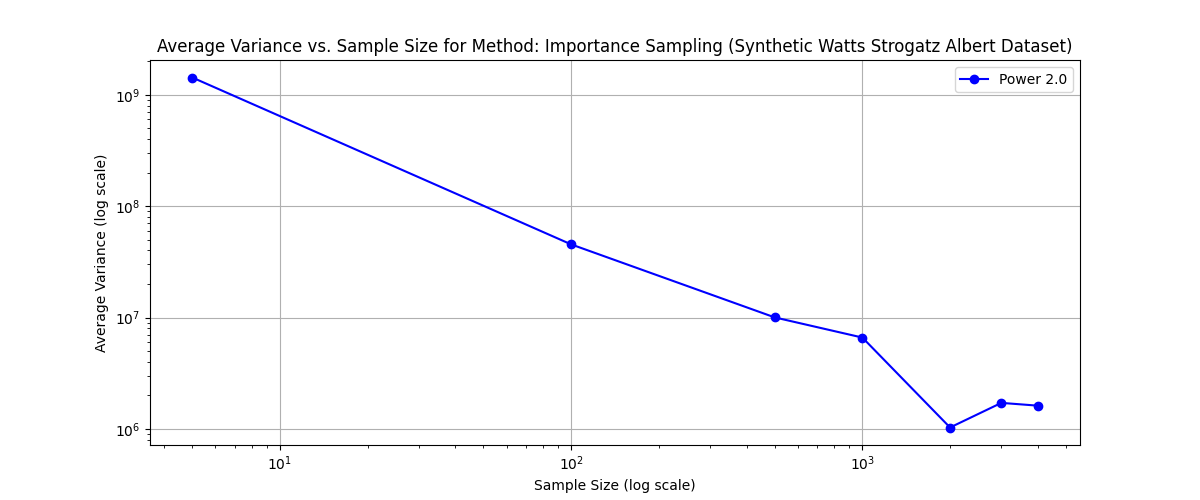 Average Variance vs. Sample Size for Method: Importance Sampling (Synthetic Watts Strogatz Albert Dataset)
Power 2.0
Average Variance (log scale)
10⁹
10⁸
10⁷
10⁶
10¹ 10² 10³
Sample Size (log scale)